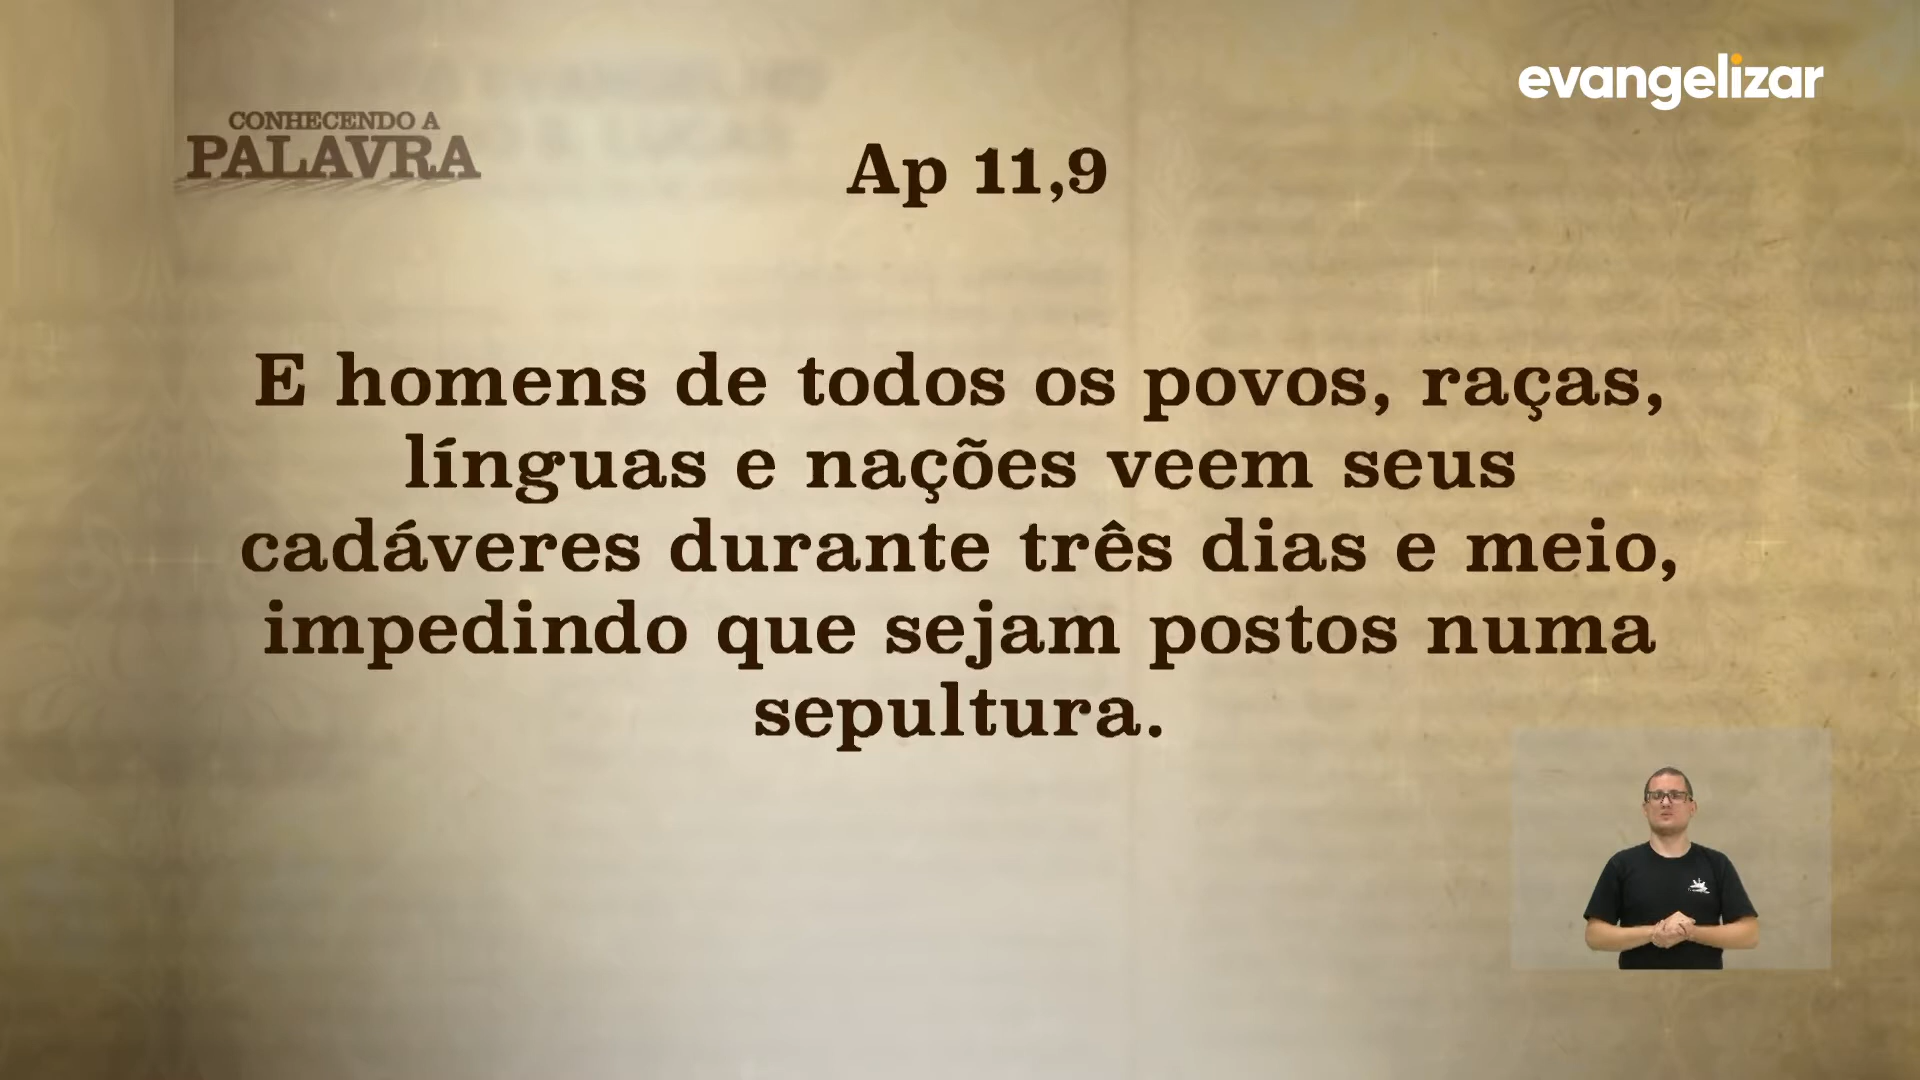 evangelizar
CONHECENDO A
PALAVRA
Ap 11,9
E homens de todos os povos, raças,
línguas e nações veem seus
cadáveres durante três dias e meio,
impedindo que sejam postos numa
sepultura.